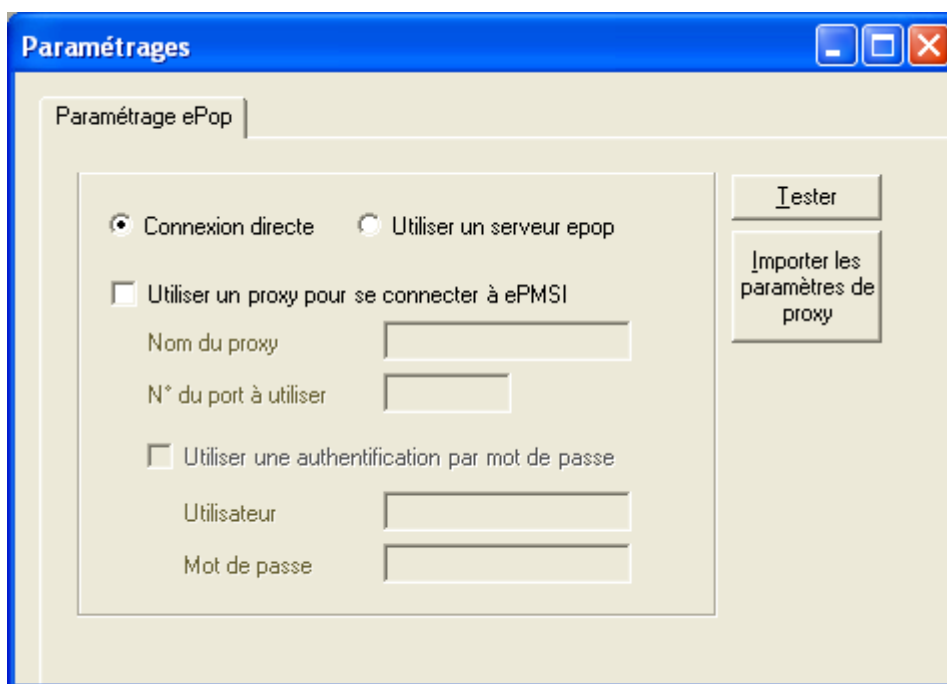 Paramétrages
Paramétrage ePop
Connexion directe
Utiliser un serveur epop
Tester
Utiliser un proxy pour se connecter à ePMSI
Importer les
paramètres de
proxy
Nom du proxy
N° du port à utiliser
Utiliser une authentification par mot de passe
Utilisateur
Mot de passe